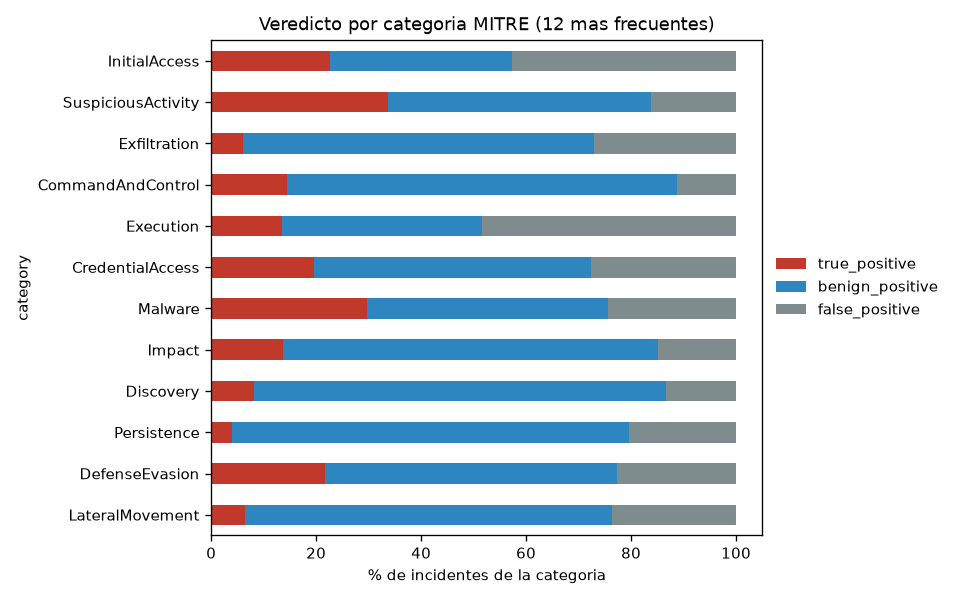 Veredicto por categoria MITRE (12 mas frecuentes)
InitialAccess
SuspiciousActivity
Exfiltration
CommandAndControl
Execution
CredentialAccess
Malware
Impact
Discovery
Persistence
DefenseEvasion
LateralMovement
category
0 20 40 60 80 100
% de incidentes de la categoria
true_positive
benign_positive
false_positive